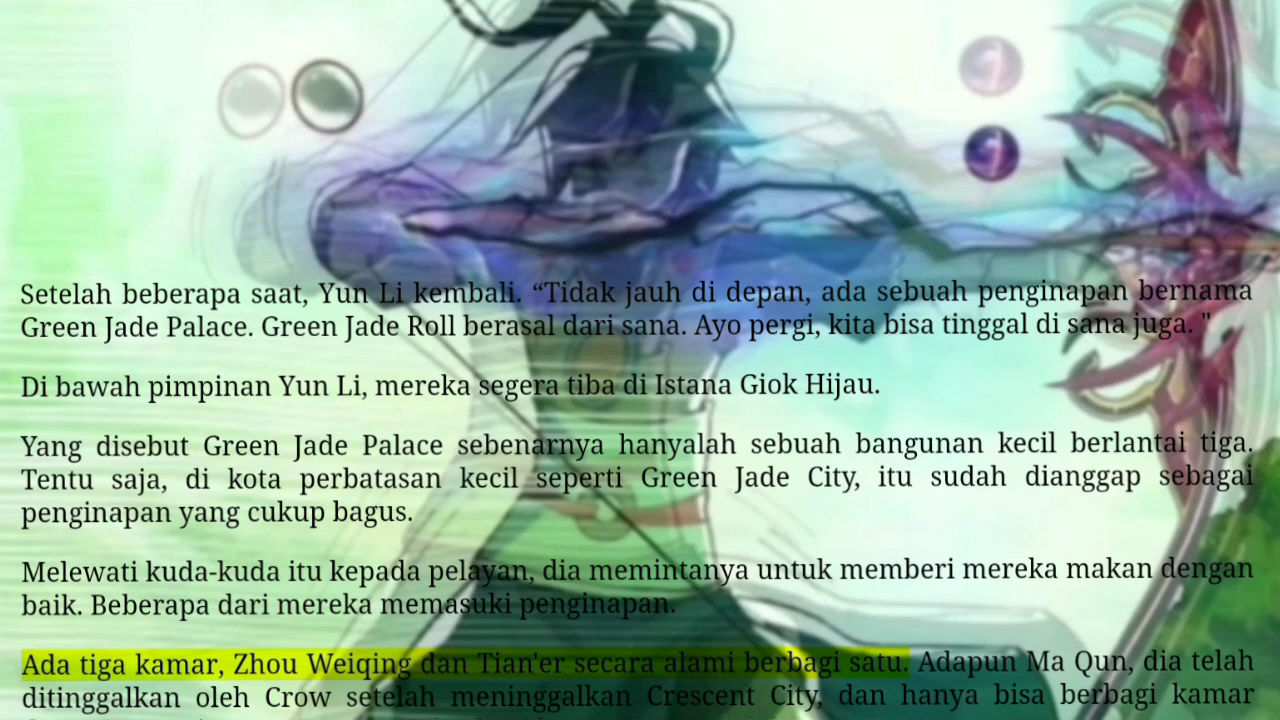 Setelah beberapa saat, Yun Li kembali. “Tidak jauh di depan, ada sebuah penginapan bernama
Green Jade Palace. Green Jade Roll berasal dari sana. Ayo pergi, kita bisa tinggal di sana juga. "
Di bawah pimpinan Yun Li, mereka segera tiba di Istana Giok Hijau.
Yang disebut Green Jade Palace sebenarnya hanyalah sebuah bangunan kecil berlantai tiga.
Tentu saja, di kota perbatasan kecil seperti Green Jade City, itu sudah dianggap sebagai
penginapan yang cukup bagus.
Melewati kuda-kuda itu kepada pelayan, dia memintanya untuk memberi mereka makan dengan
baik. Beberapa dari mereka memasuki penginapan.
Ada tiga kamar, Zhou Weiqing dan Tian'er secara alami berbagi satu. Adapun Ma Qun, dia telah
ditinggalkan oleh Crow setelah meninggalkan Crescent City, dan hanya bisa berbagi kamar